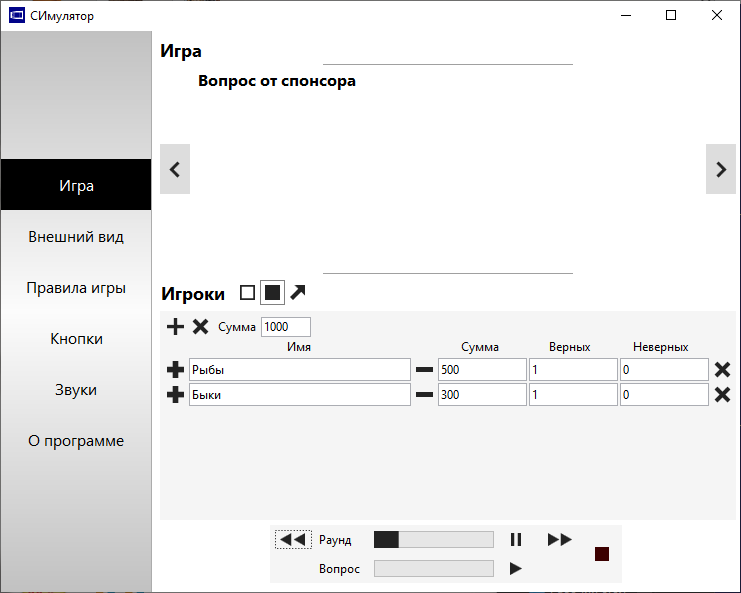 СИмулятор
Игра
Вопрос от спонсора
Игра
Внешний вид
Правила игры
Кнопки
Звуки
О программе
Игроки
Сумма 1000
Имя Сумма Верных Неверных
Рыбы 500 1 0
Быки 300 1 0
Раунд
Вопрос